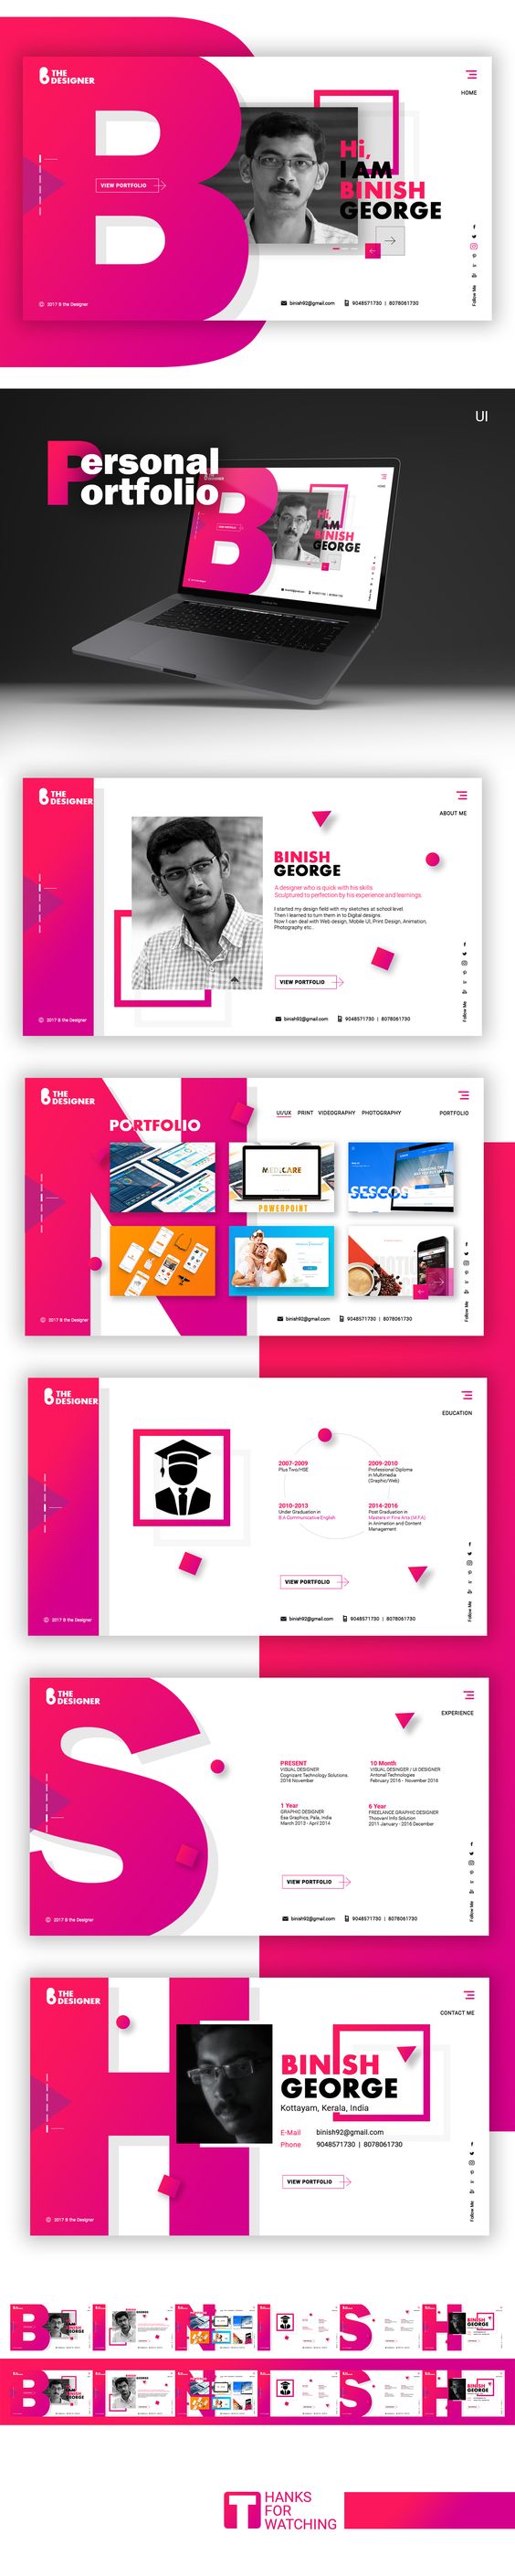 THE
DESIGNER
HOME
Hi,
I AM
BINISH
GEORGE
VIEW PORTFOLIO
Follow Me
© 2017 B the Designer
binish92@gmail.com 9048571730 | 8078061730
UI
Personal
Portfolio
THE
DESIGNER
HOME
Hi,
I AM
BINISH
GEORGE
THE
DESIGNER
ABOUT ME
BINISH
GEORGE
A designer who is quick with his skills
Sculptured to perfection by his experience and learnings.
I started my design field with my sketches at school level
Then I learned to turn them in to Digital designs.
Now I can deal with Web design, Mobile UI, Print Design, Animation,
Photography etc..
VIEW PORTFOLIO
Follow Me
© 2017 B the Designer
binish92@gmail.com 9048571730 | 8078061730
THE
DESIGNER
PORTFOLIO
UI/UX PRINT VIDEOGRAPHY PHOTOGRAPHY
PORTFOLIO
MEDICARE
POWERPOINT
SESCOS
Follow Me
© 2017 B the Designer
binish92@gmail.com 9048571730 | 8078061730
THE
DESIGNER
EDUCATION
2007-2009
Plus Two/HSE
2009-2010
Professional Diplome
in Multimedia
(Graphic/Web)
2010-2013
Under Graduation in
B.A Communicative English
2014-2016
Post Graduation in
Masters in Fine Arts (M.F.A)
in Animation and Content
Management
VIEW PORTFOLIO
Follow Me
© 2017 B the Designer
binish92@gmail.com 9048571730 | 8078061730
THE
DESIGNER
EXPERIENCE
S
PRESENT
VISUAL DESIGNER
Cognizant Technology Solutions
2016 November
10 Month
VISUAL DESINGER / UI DESIGNER
Antonal Technologies
February 2016 - November 2016
1 Year
GRAPHIC DESIGNER
Esa Graphics, Pala, India
March 2013 - April 2014
6 Year
FREELANCE GRAPHIC DESIGNER
Thoovani Info Solution
2011 January - 2016 December
VIEW PORTFOLIO
Follow Me
© 2017 B the Designer
binish92@gmail.com 9048571730 | 8078061730
THE
DESIGNER
CONTACT ME
H
BINISH
GEORGE
Kottayam, Kerala, India
E-Mail binish92@gmail.com
Phone 9048571730 | 8078061730
VIEW PORTFOLIO
Follow Me
© 2017 B the Designer
THANKS
FOR
WATCHING